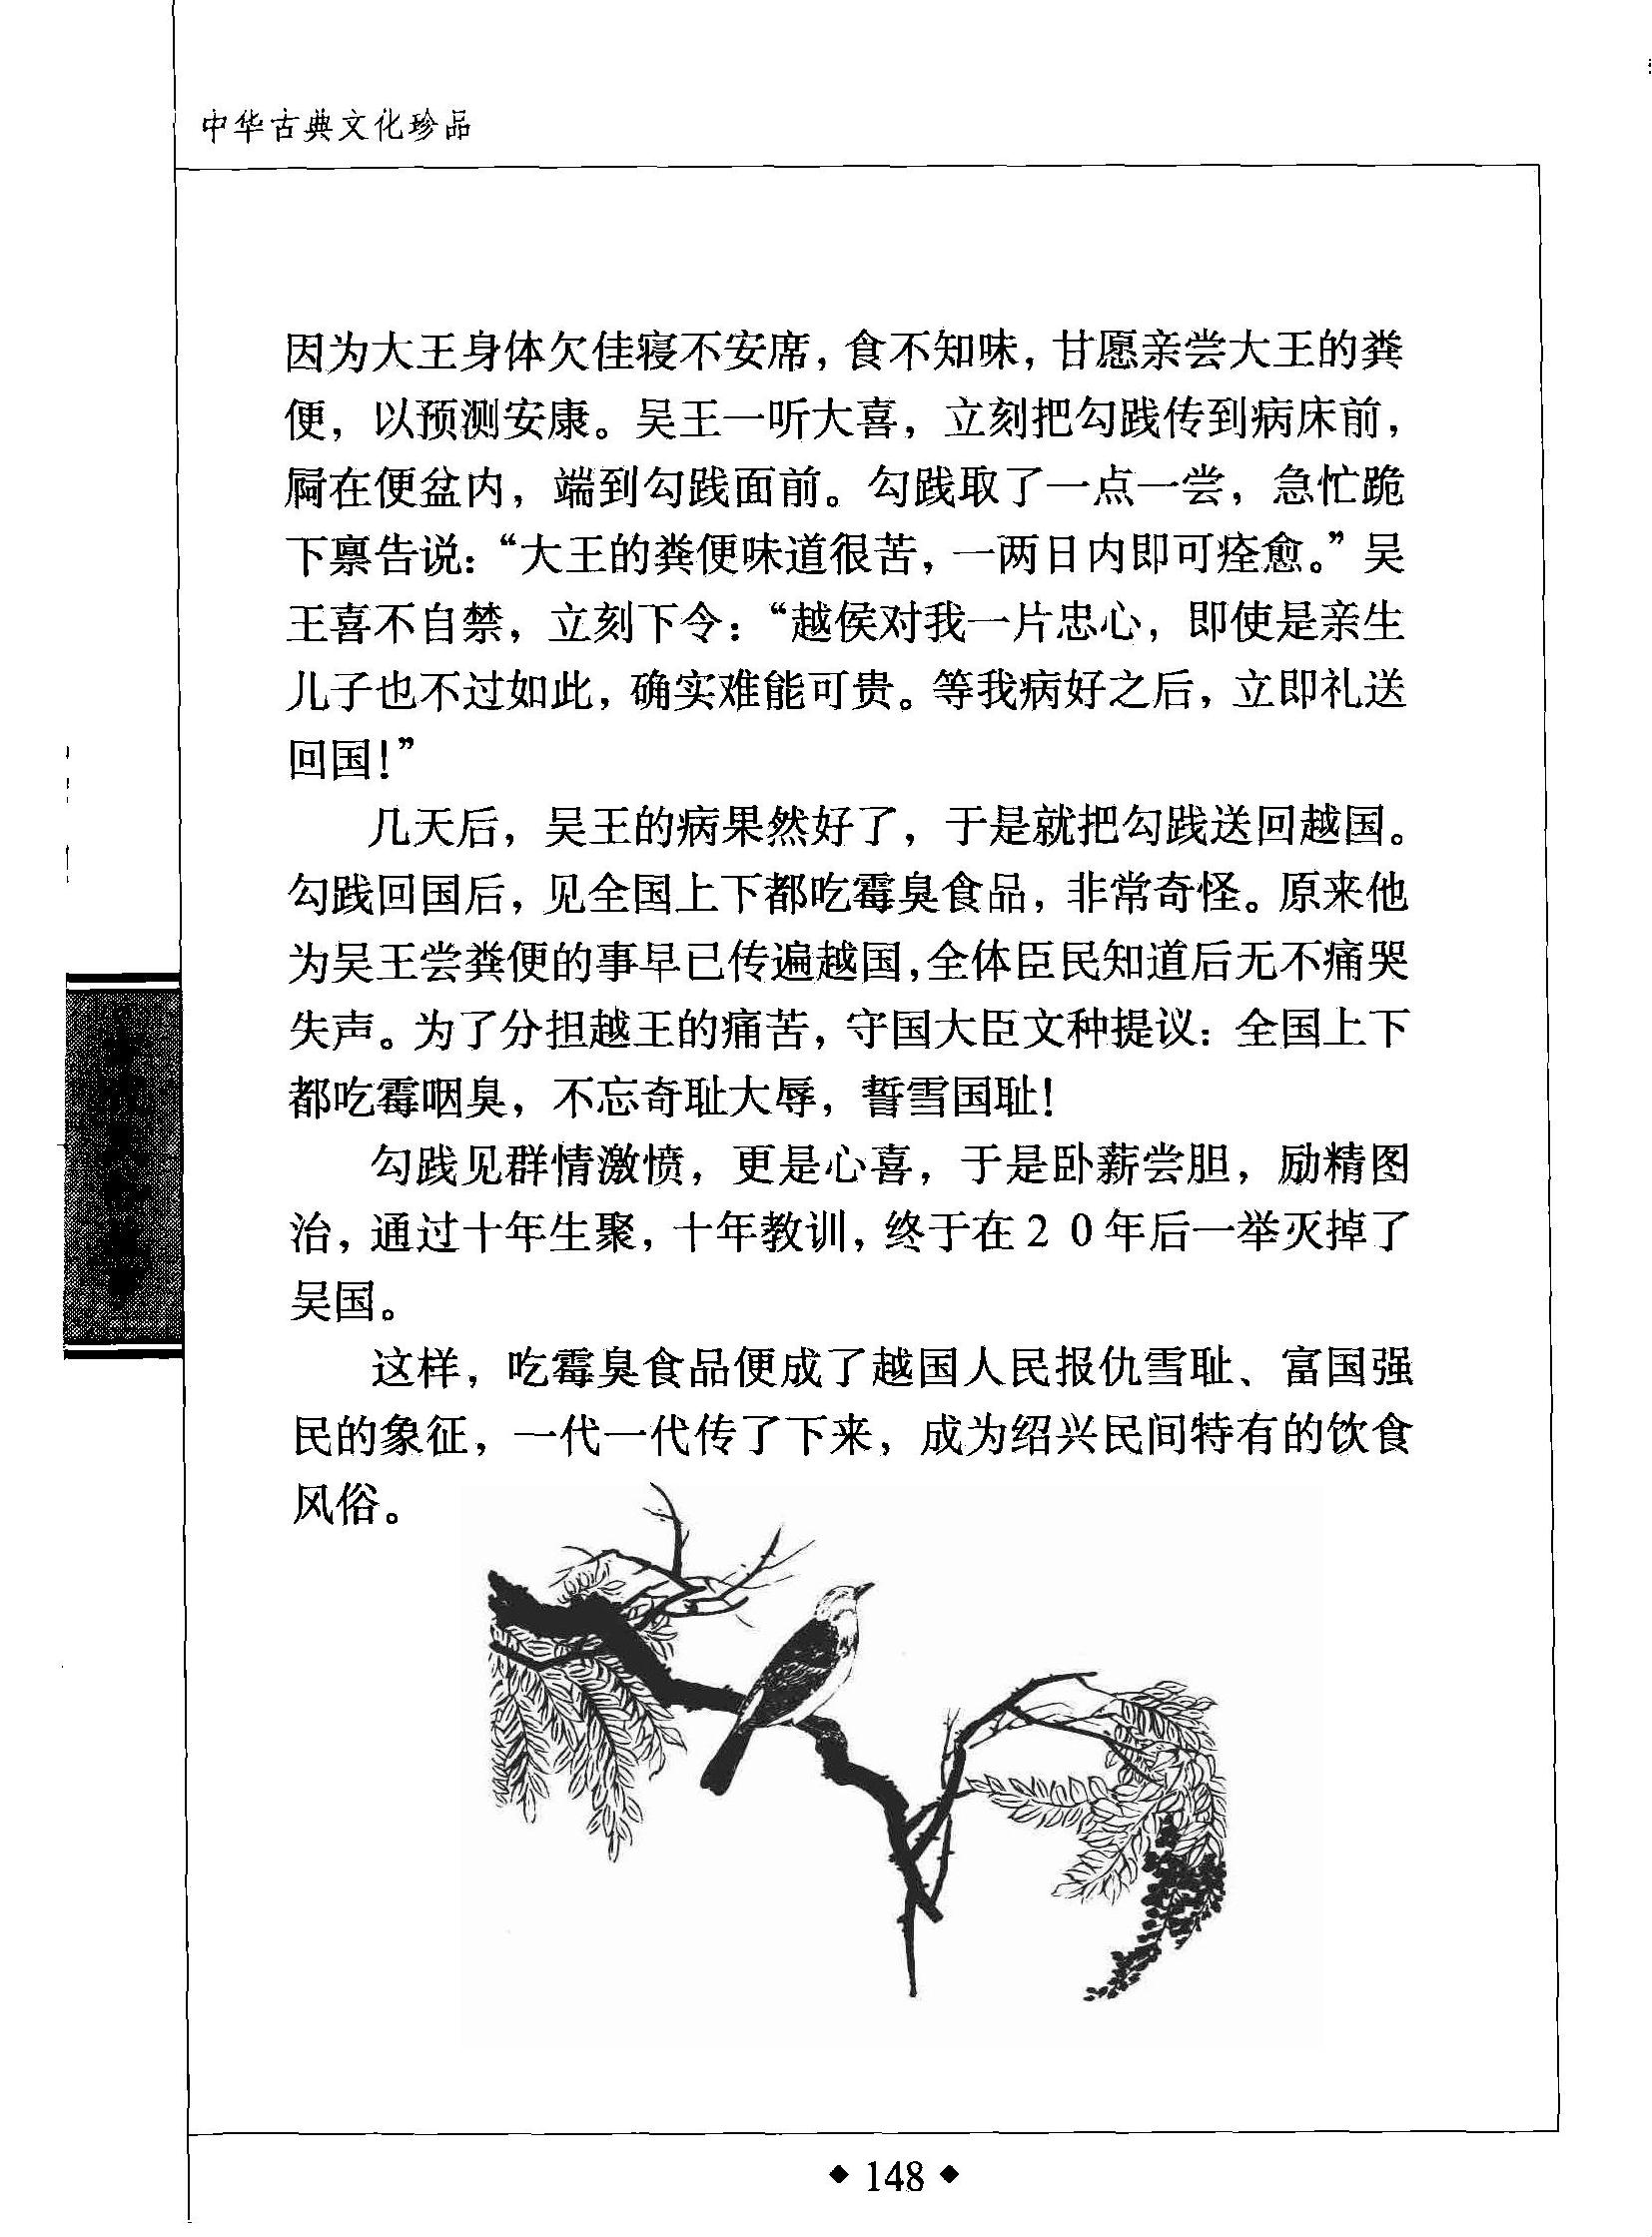 中华古典文化珍品
因为大王身体欠佳寝不安席，食不知味，甘愿亲尝大王的粪
便，以预测安康。吴王一听大喜，立刻把勾践传到病床前，
屙在便盆内，端到勾践面前。勾践取了一点一尝，急忙跪
下禀告说：“大王的粪便味道很苦，一两日内即可痊愈。”吴
王喜不自禁，立刻下令：“越侯对我一片忠心，即使是亲生
儿子也不过如此，确实难能可贵。等我病好之后，立即礼送
回国！”
几天后，吴王的病果然好了，于是就把勾践送回越国。
勾践回国后，见全国上下都吃霉臭食品，非常奇怪。原来他
为吴王尝粪便的事早已传遍越国，全体臣民知道后无不痛哭
失声。为了分担越王的痛苦，守国大臣文种提议：全国上下
都吃霉咽臭，不忘奇耻大辱，誓雪国耻！
勾践见群情激愤，更是心喜，于是卧薪尝胆，励精图
治，通过十年生聚，十年教训，终于在20年后一举灭掉了
吴国。
这样，吃霉臭食品便成了越国人民报仇雪耻、富国强
民的象征，一代一代传了下来，成为绍兴民间特有的饮食
风俗。
◆ 148 ◆